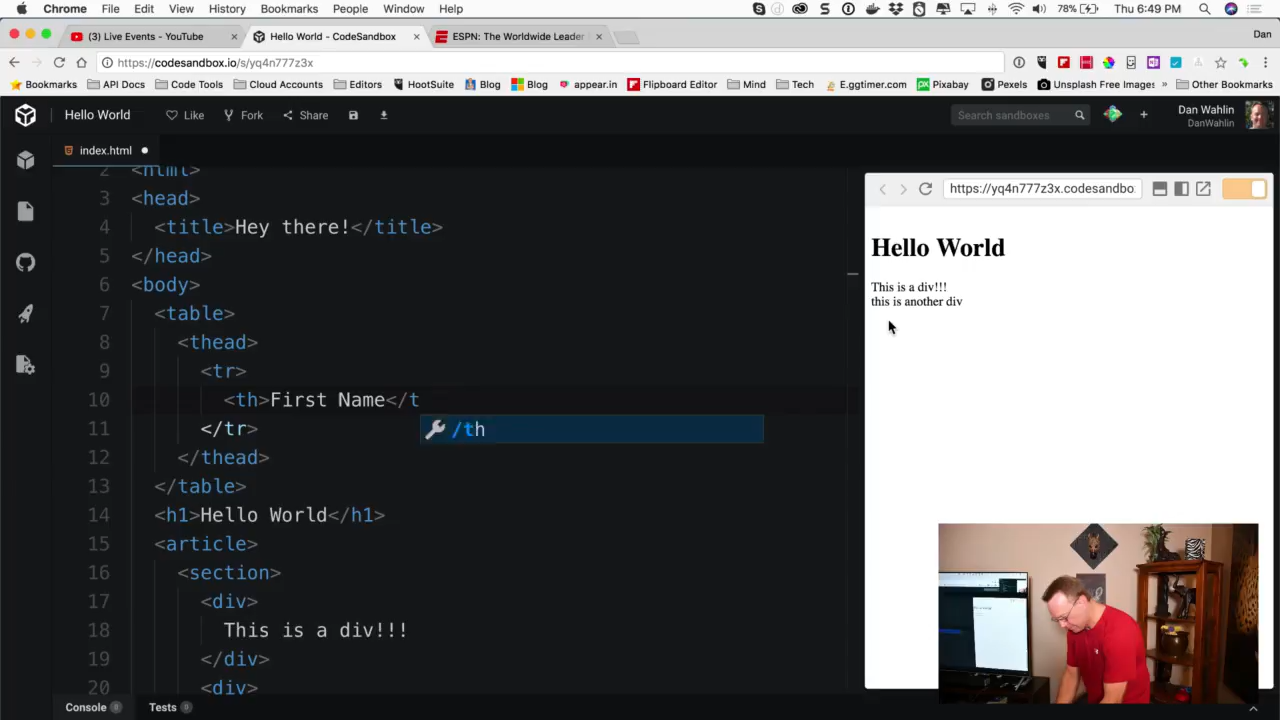 Chrome File Edit View History Bookmarks People Window Help 78% Thu 6:49 PM
(3) Live Events - YouTube Hello World - CodeSandbox ESPN: The Worldwide Leader Dan
https://codesandbox.io/s/yq4n777z3x
Bookmarks API Docs Code Tools Cloud Accounts Editors HootSuite Blog Blog appear.in Flipboard Editor Mind Tech E.ggtimer.com Pixabay Pexels Unsplash Free Images » Other Bookmarks
Hello World Like Fork Share Search sandboxes Dan Wahlin
DanWahlin
index.html
2 <html>
3 <head>
4 <title>Hey there!</title>
5 </head>
6 <body>
7 <table>
8 <thead>
9 <tr>
10 <th>First Name</t
/th
11 </tr>
12 </thead>
13 </table>
14 <h1>Hello World</h1>
15 <article>
16 <section>
17 <div>
18 This is a div!!!
19 </div>
20 <div>
https://yq4n777z3x.codesandbo
Hello World
This is a div!!!
this is another div
Console 8 Tests 0